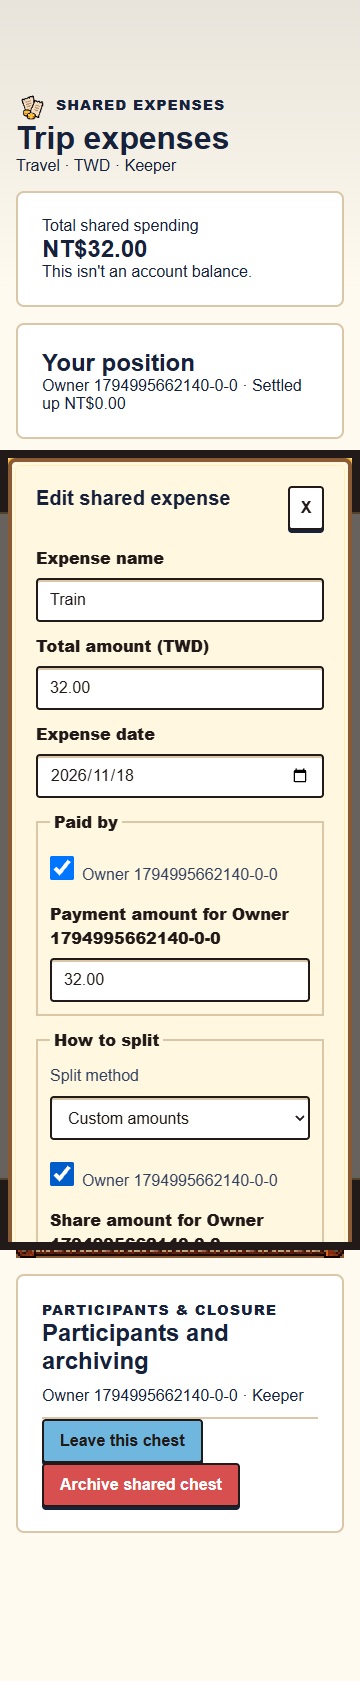 SHARED EXPENSES
Trip expenses
Travel · TWD · Keeper
Total shared spending
NT$32.00
This isn't an account balance.
Your position
Owner 1794995662140-0-0 · Settled
up NT$0.00
Edit shared expense
X
Expense name
Train
Total amount (TWD)
32.00
Expense date
2026/11/18
Paid by
Owner 1794995662140-0-0
Payment amount for Owner
1794995662140-0-0
32.00
How to split
Split method
Custom amounts
Owner 1794995662140-0-0
Share amount for Owner
1794995662140-0-0
PARTICIPANTS & CLOSURE
Participants and
archiving
Owner 1794995662140-0-0 · Keeper
Leave this chest
Archive shared chest